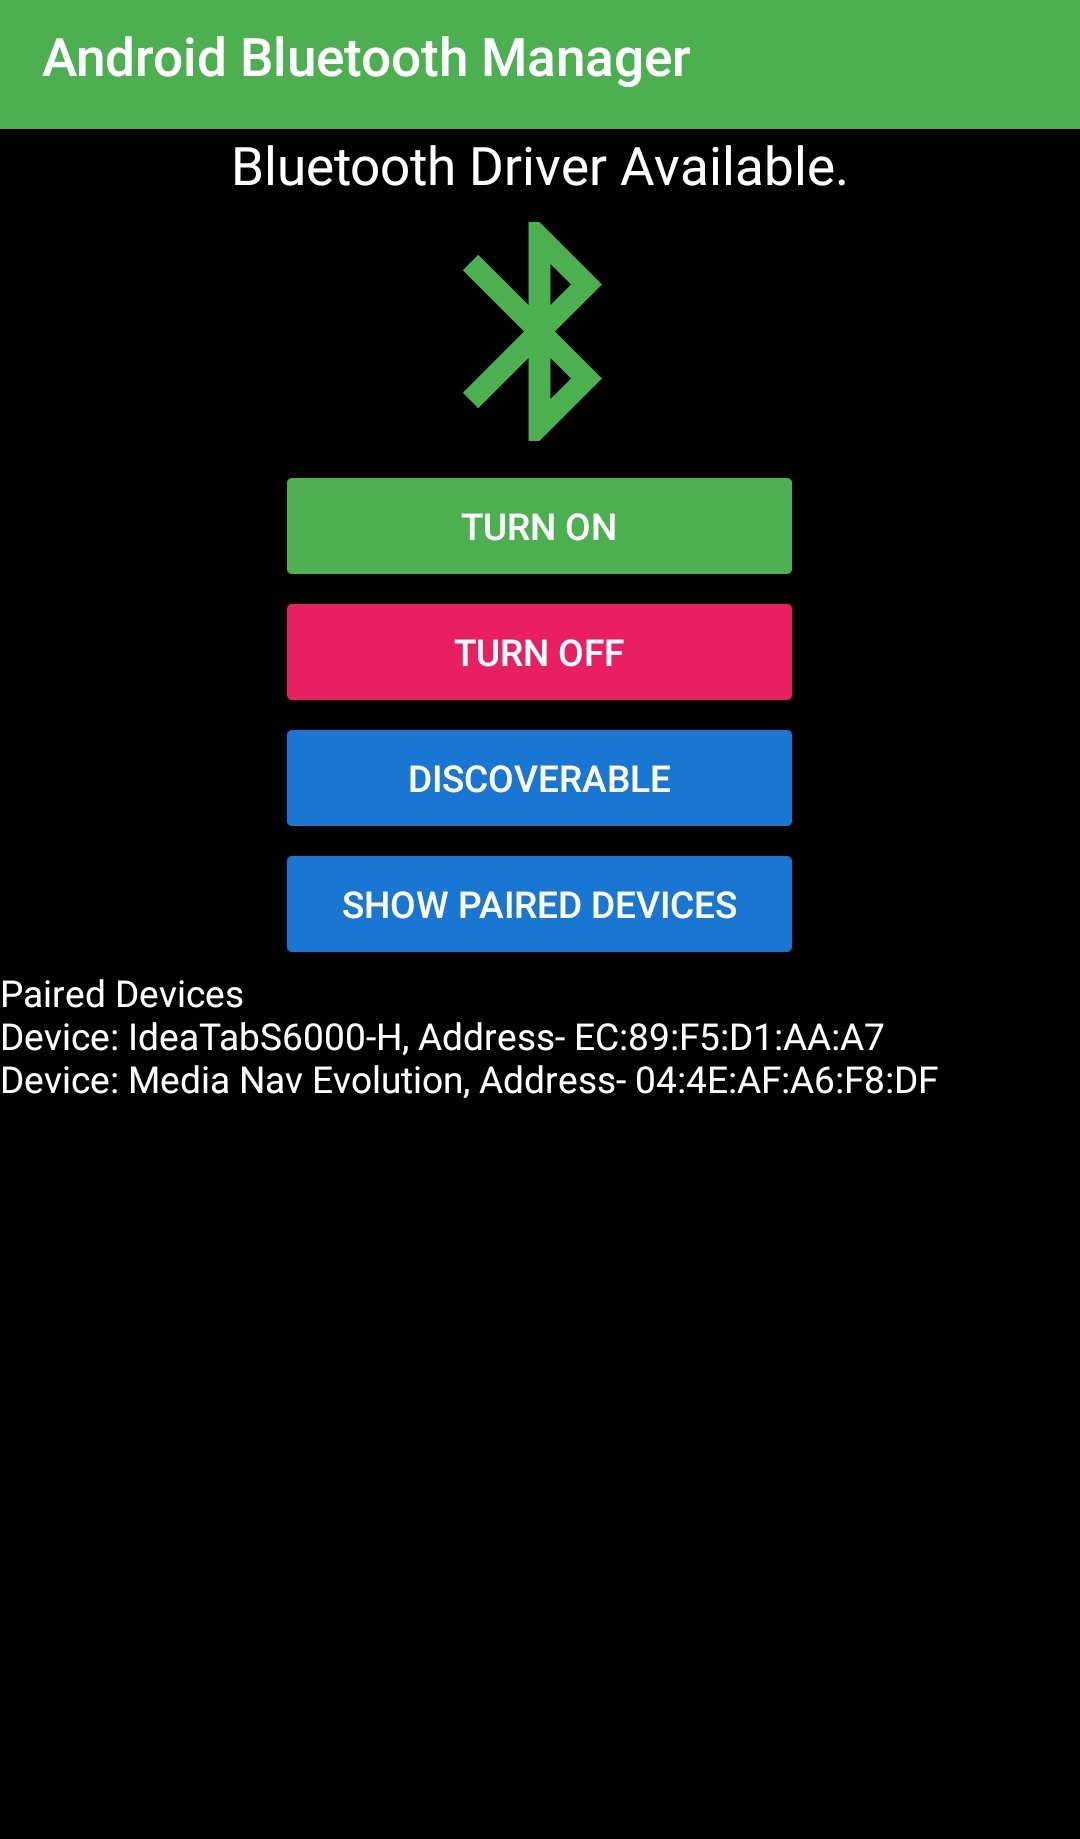 Android Bluetooth Manager
Bluetooth Driver Available.
TURN ON
TURN OFF
DISCOVERABLE
SHOW PAIRED DEVICES
Paired Devices
Device: IdeaTabS6000-H, Address- EC:89:F5:D1:AA:A7
Device: Media Nav Evolution, Address- 04:4E:AF:A6:F8:DF